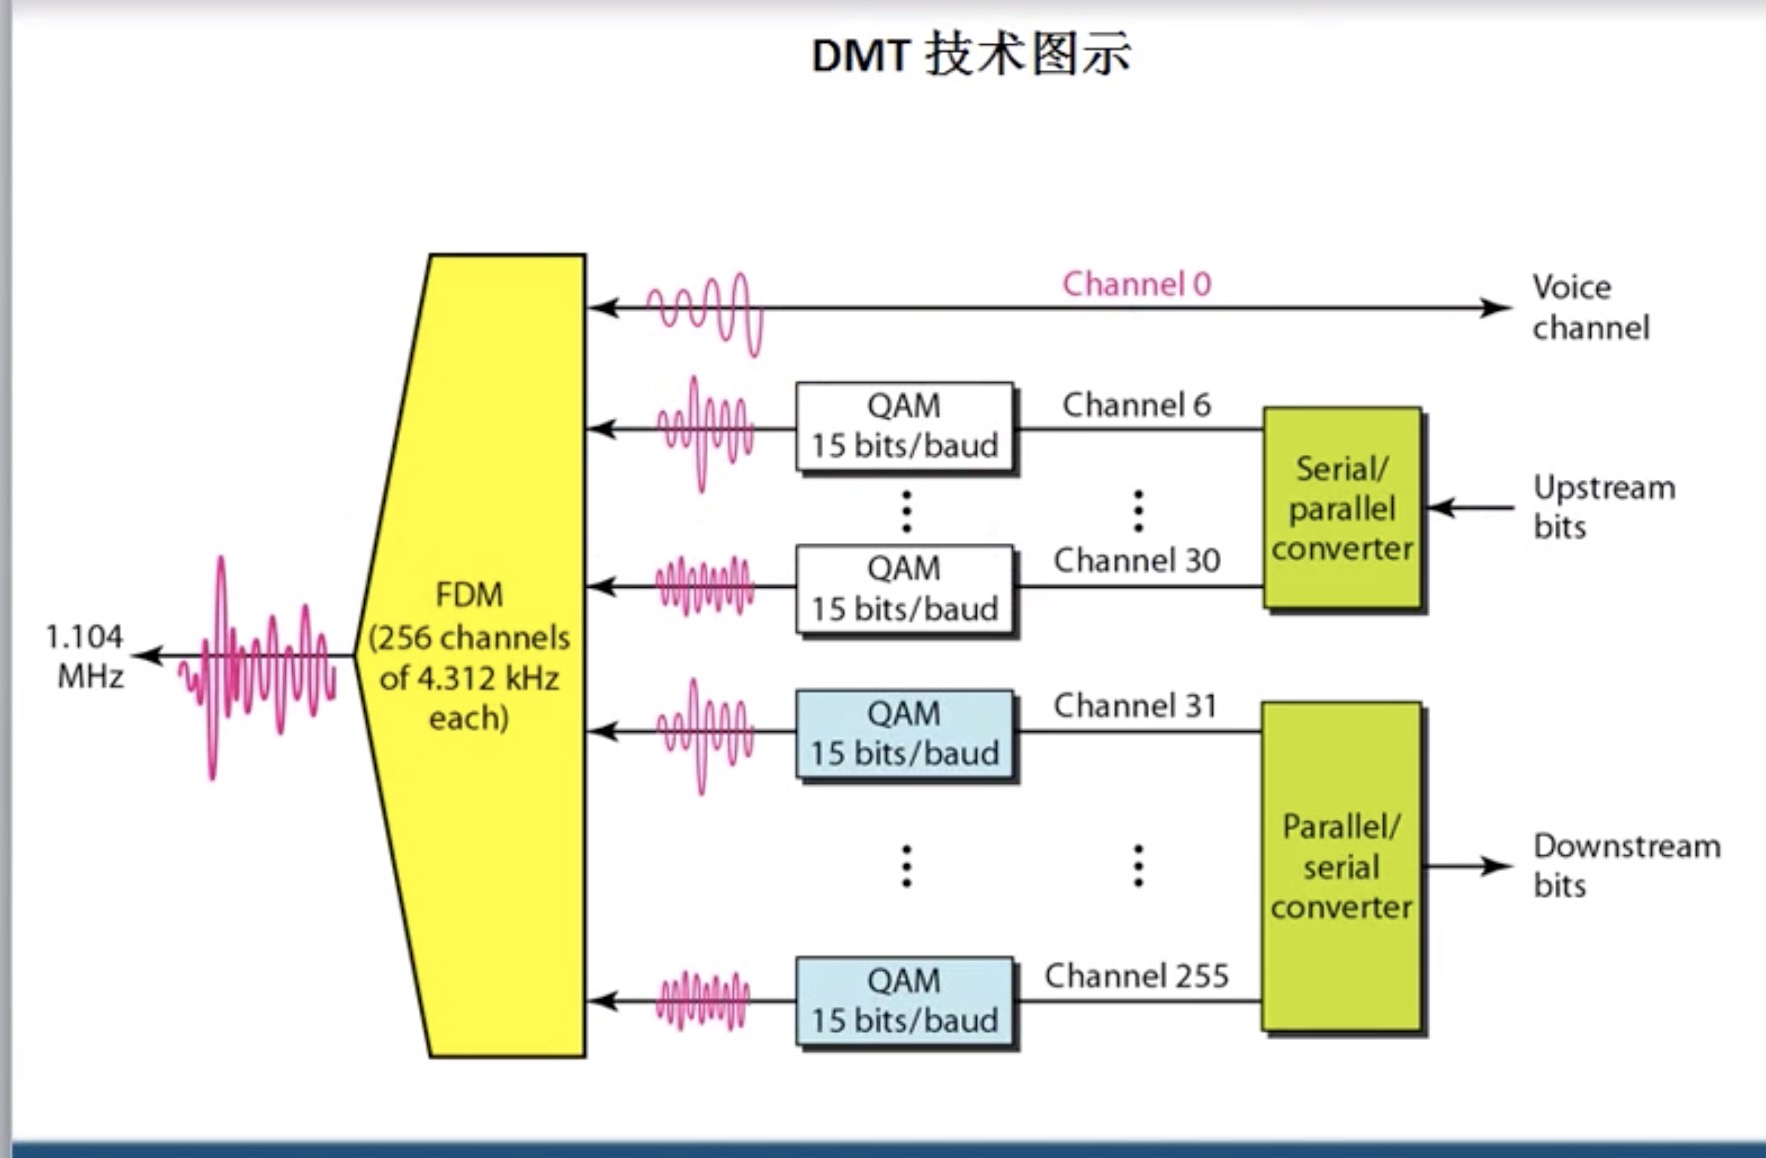 DMT 技术图示
Channel 0
Voice
channel
QAM
15 bits/baud
Channel 6
Serial/
parallel
converter
Upstream
bits
QAM
15 bits/baud
Channel 30
1.104
MHz
FDM
(256 channels
of 4.312 kHz
each)
QAM
15 bits/baud
Channel 31
Parallel/
serial
converter
Downstream
bits
QAM
15 bits/baud
Channel 255